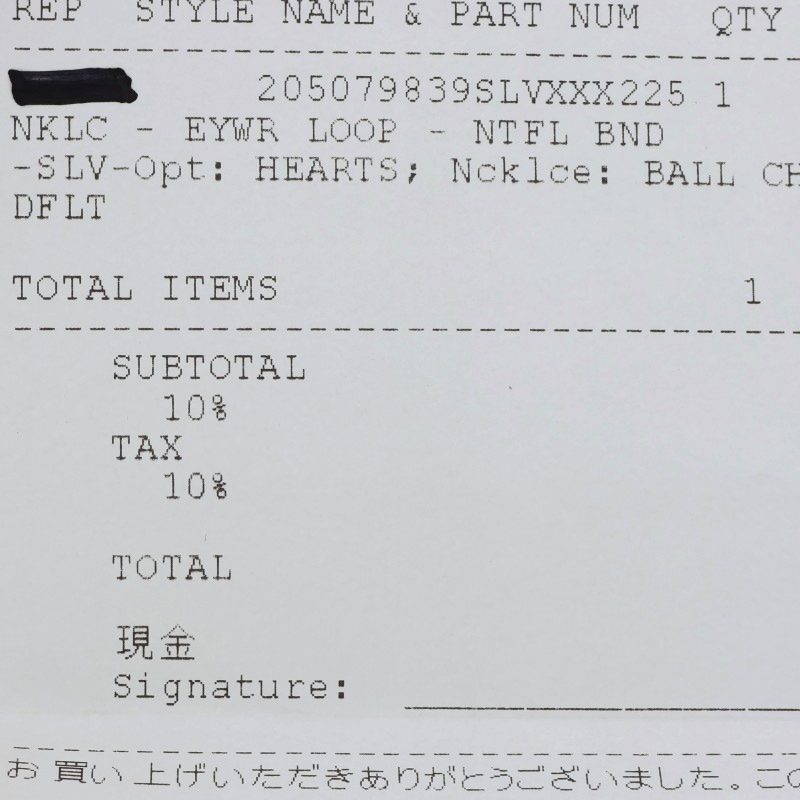 REP STYLE NAME & PART NUM QTY
205079839SLVXXX225 1
NKLC - EYWR LOOP - NTFL BND
-SLV-Opt: HEARTS; Ncklce: BALL CH
DFLT
TOTAL ITEMS 1
SUBTOTAL
10%
TAX
10%
TOTAL
現金
Signature:
お買い上げいただきありがとうございました。この